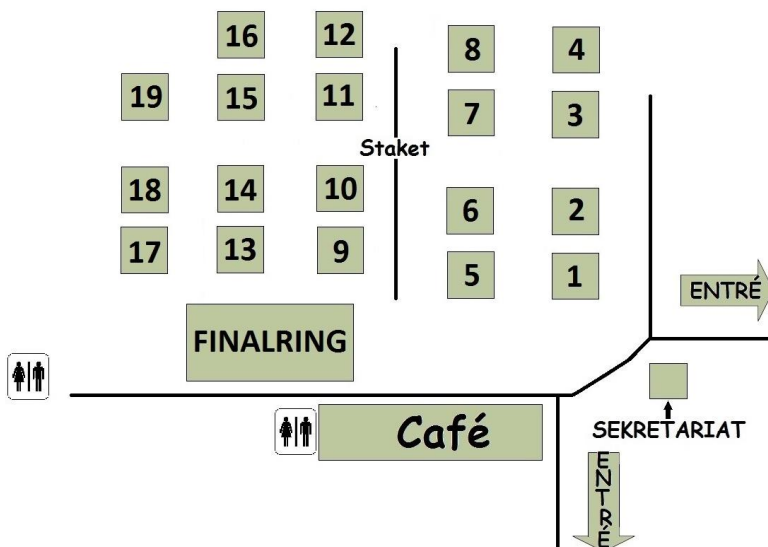 16 12 8 4
19 15 11 7 3
Staket
18 14 10 6 2
17 13 9 5 1
ENTRÉ
FINALRING
Café
SEKRETARIAT
ENTRÉ